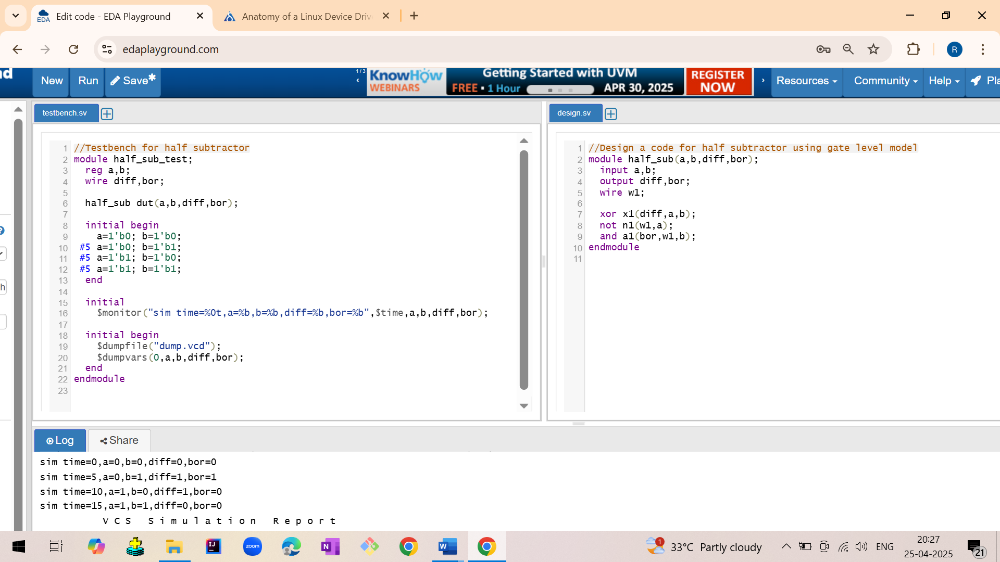 EDA
Edit code - EDA Playground
Anatomy of a Linux Device Driv
edaplayground.com
R
nd
New
Run
Save*
1 / 3
KnowHow
WEBINARS
Getting Started with UVM
FREE • 1 Hour
APR 30, 2025
REGISTER
NOW
Resources
Community
Help
Pla
testbench.sv
1 //Testbench for half subtractor
2 module half_sub_test;
3 reg a,b;
4 wire diff,bor;
5
6 half_sub dut(a,b,diff,bor);
7
8 initial begin
9 a=1'b0; b=1'b0;
10 #5 a=1'b0; b=1'b1;
11 #5 a=1'b1; b=1'b0;
12 #5 a=1'b1; b=1'b1;
13 end
14
15 initial
16 $monitor("sim time=%0t,a=%b,b=%b,diff=%b,bor=%b",$time,a,b,diff,bor);
17
18 initial begin
19 $dumpfile("dump.vcd");
20 $dumpvars(0,a,b,diff,bor);
21 end
22 endmodule
23
design.sv
1 //Design a code for half subtractor using gate level model
2 module half_sub(a,b,diff,bor);
3 input a,b;
4 output diff,bor;
5 wire w1;
6
7 xor x1(diff,a,b);
8 not n1(w1,a);
9 and a1(bor,w1,b);
10 endmodule
11
Log
Share
sim time=0,a=0,b=0,diff=0,bor=0
sim time=5,a=0,b=1,diff=1,bor=1
sim time=10,a=1,b=0,diff=1,bor=0
sim time=15,a=1,b=1,diff=0,bor=0
V C S   S i m u l a t i o n   R e p o r t
IJ
zoom
N
W
1
33°C Partly cloudy
ENG
20:27
25-04-2025
21